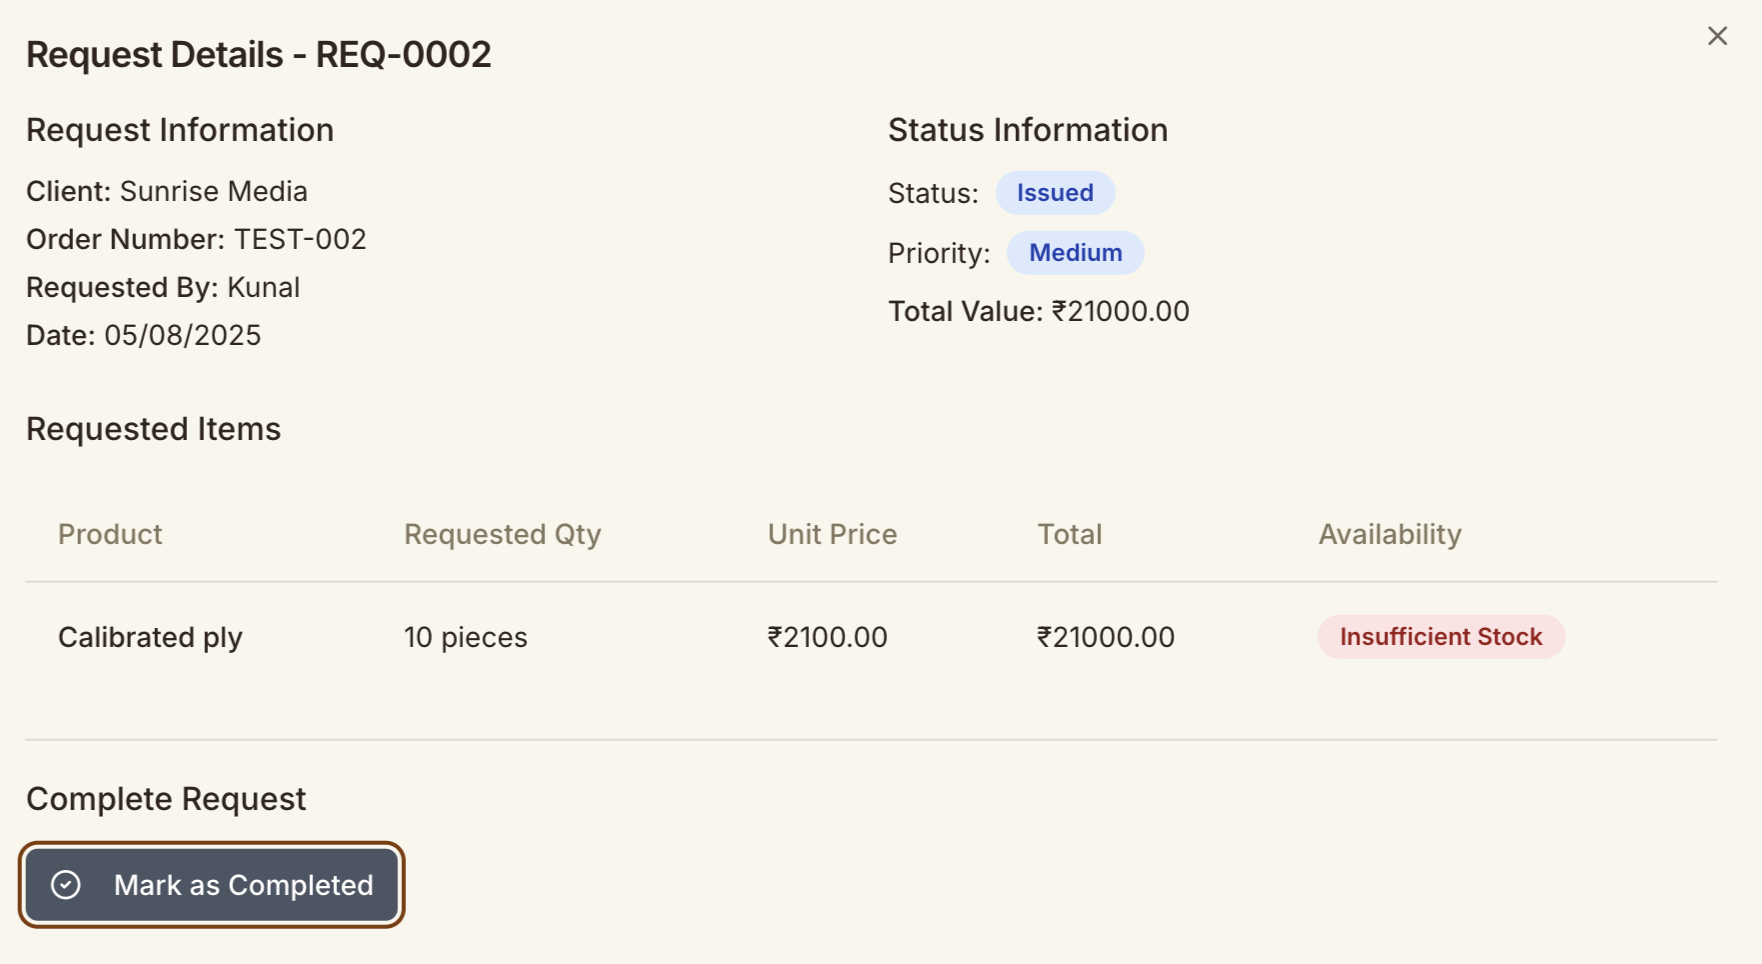 Request Details - REQ-0002
Request Information
Client: Sunrise Media
Order Number: TEST-002
Requested By: Kunal
Date: 05/08/2025
Status Information
Status: Issued
Priority: Medium
Total Value: ₹21000.00
Requested Items
Product Requested Qty Unit Price Total Availability
Calibrated ply 10 pieces ₹2100.00 ₹21000.00 Insufficient Stock
Complete Request
Mark as Completed